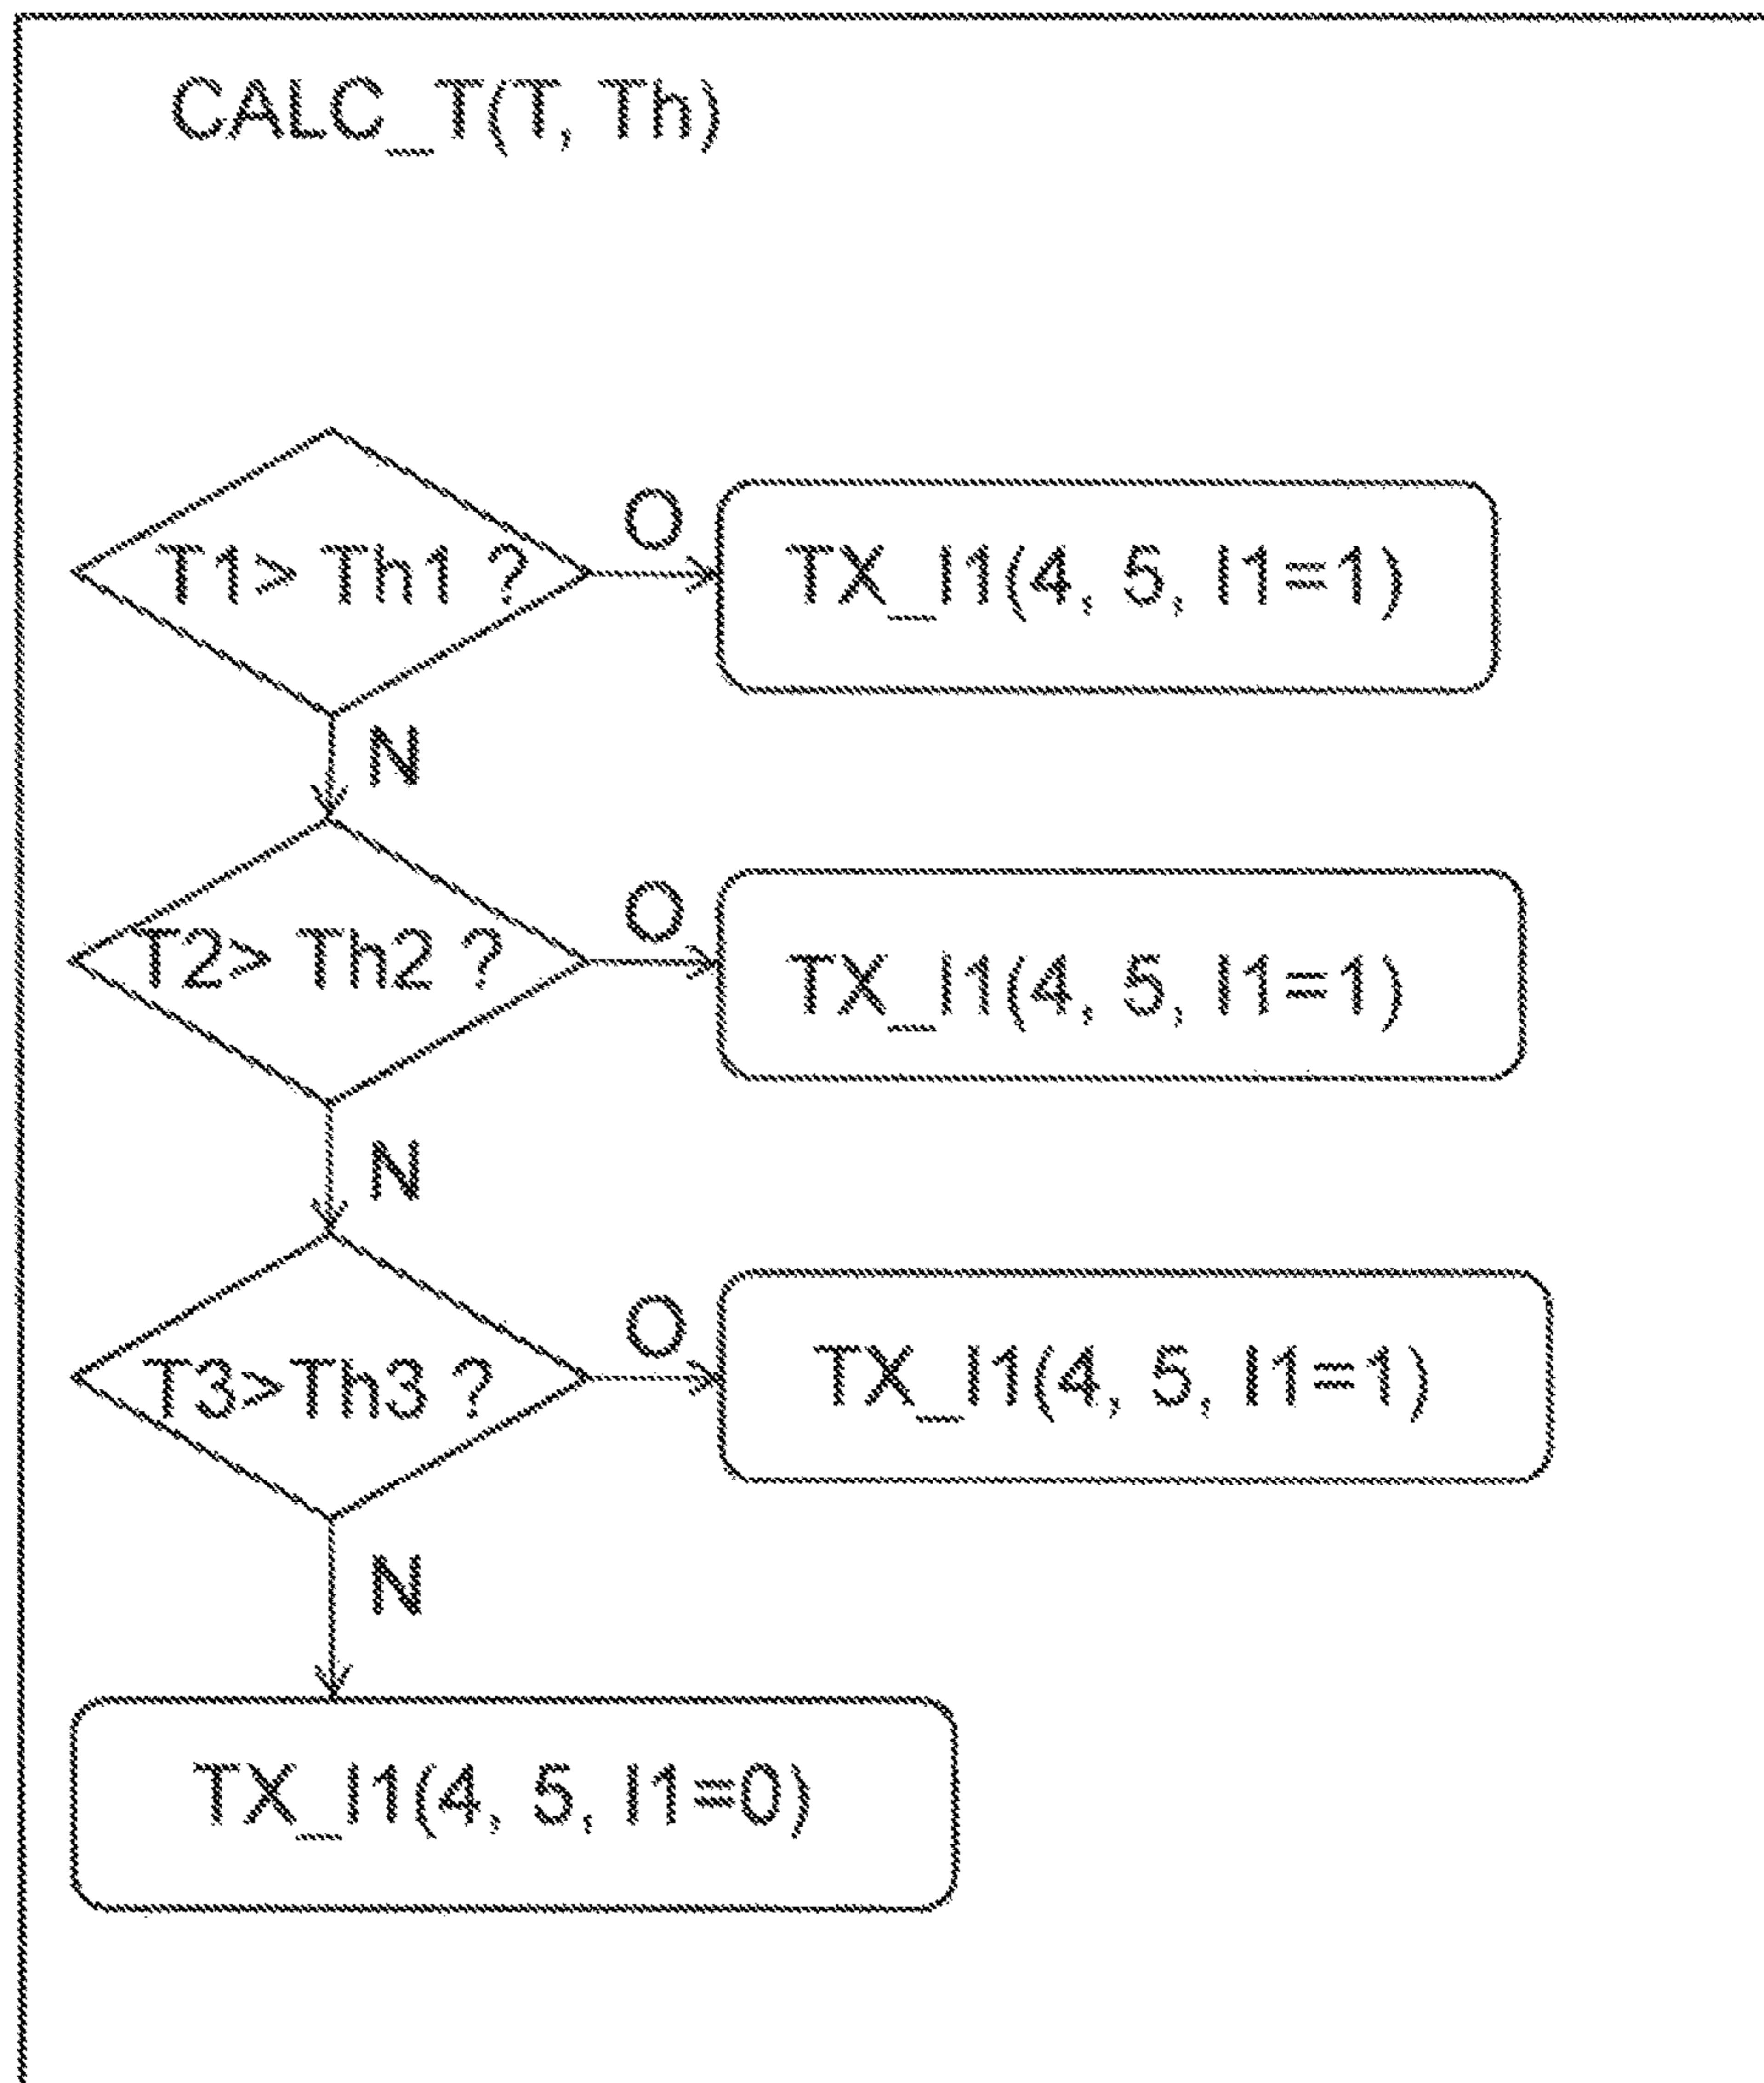 CALC_T(T, Th)
T1> Th1 ?
O
TX_I1(4, 5, I1=1)
N
T2> Th2 ?
O
TX_I1(4, 5, I1=1)
N
T3>Th3 ?
O
TX_I1(4, 5, I1=1)
N
TX_I1(4, 5, I1=0)